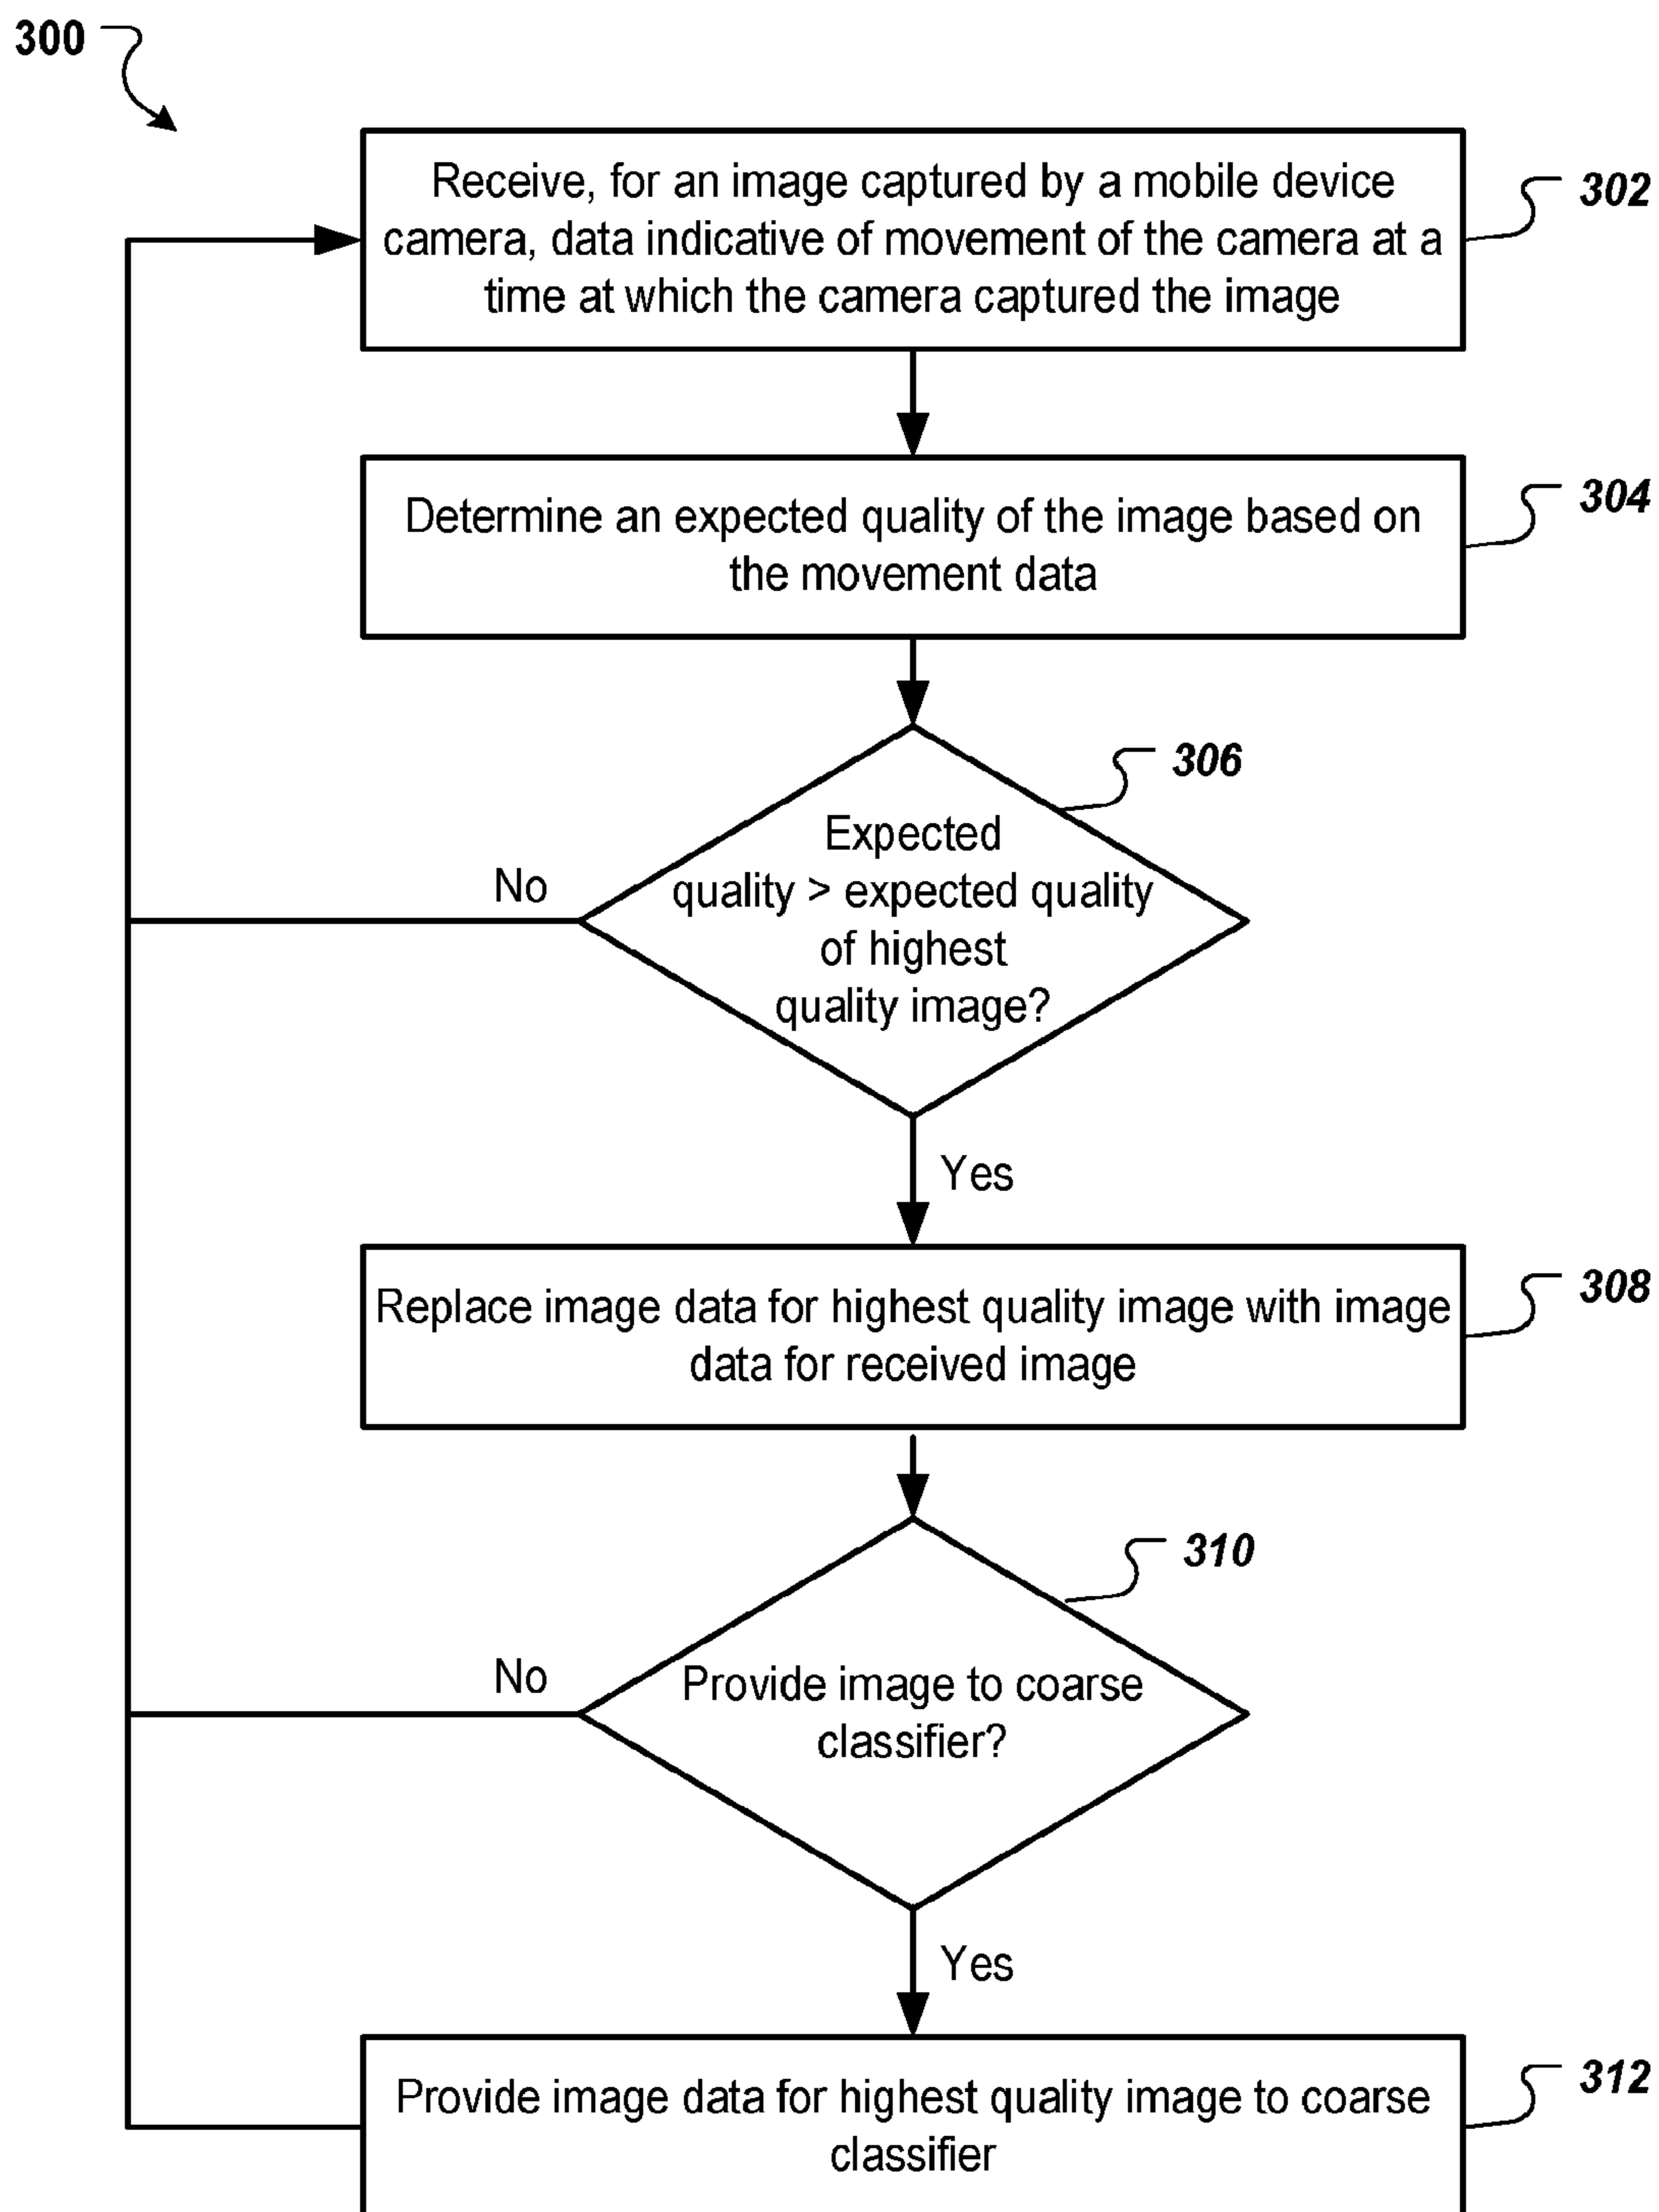 300
Receive, for an image captured by a mobile device
camera, data indicative of movement of the camera at a
time at which the camera captured the image
302
Determine an expected quality of the image based on
the movement data
304
306
Expected
quality > expected quality
of highest
quality image?
No
Yes
Replace image data for highest quality image with image
data for received image
308
310
Provide image to coarse
classifier?
No
Yes
Provide image data for highest quality image to coarse
classifier
312